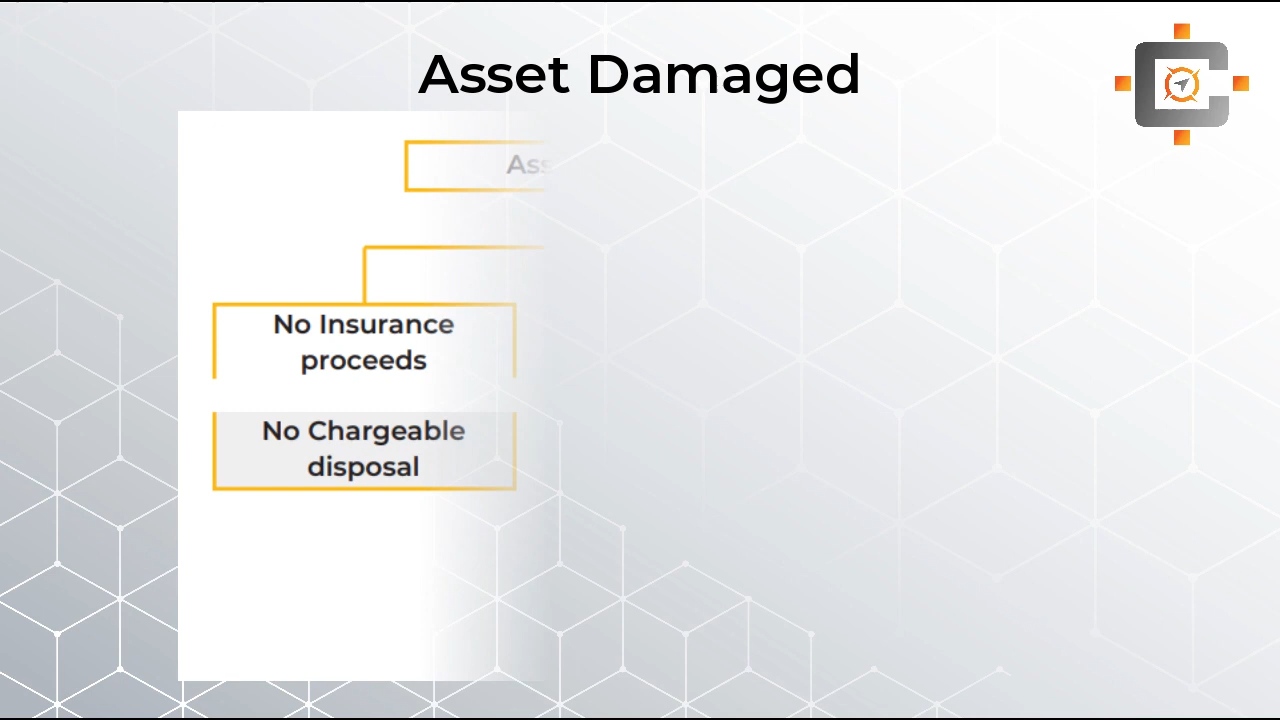 Asset Damaged
No Insurance
proceeds
No Chargeable
disposal